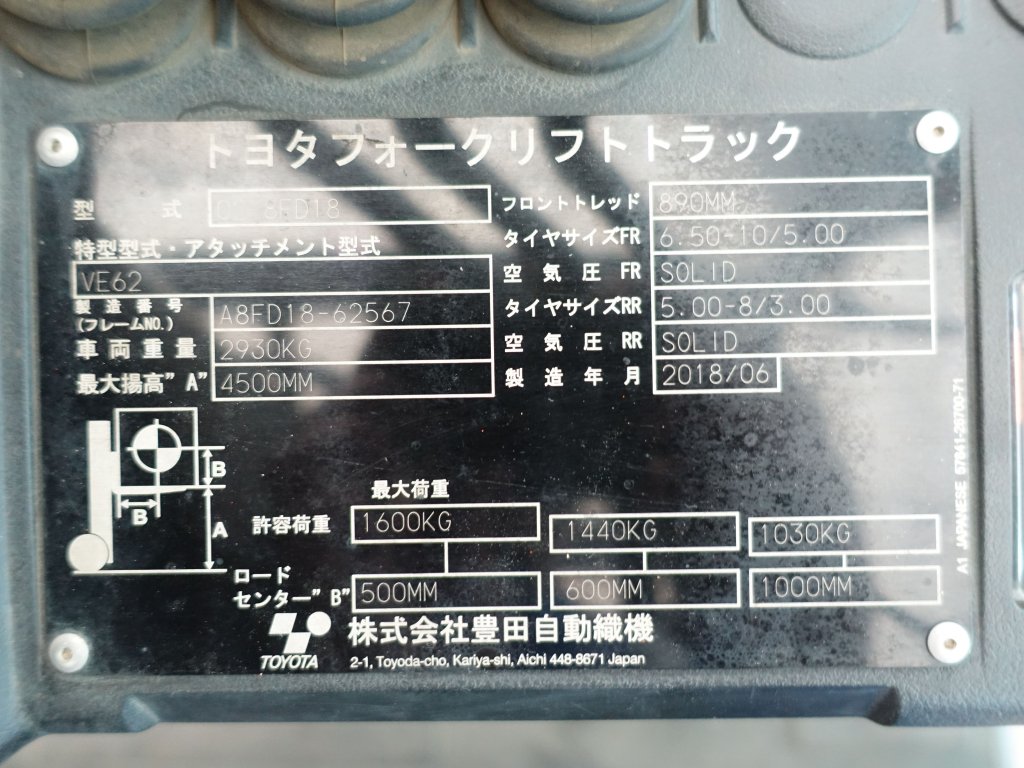 トヨタフォークリフトトラック
型 式 8FD18
特型型式・アタッチメント型式
VE62
製造番号
(フレームNO.) A8FD18-62567
車両重量 2930KG
最大揚高"A" 4500MM
フロントトレッド 890MM
タイヤサイズFR 6.50-10/5.00
空気圧 FR SOLID
タイヤサイズRR 5.00-8/3.00
空気圧 RR SOLID
製造年月 2018/06
B
B
A
最大荷重
許容荷重 1600KG 1440KG 1030KG
ロード
センター"B" 500MM 600MM 1000MM
TOYOTA
株式会社豊田自動織機
2-1, Toyoda-cho, Kariya-shi, Aichi 448-8671 Japan
A1 JAPANESE